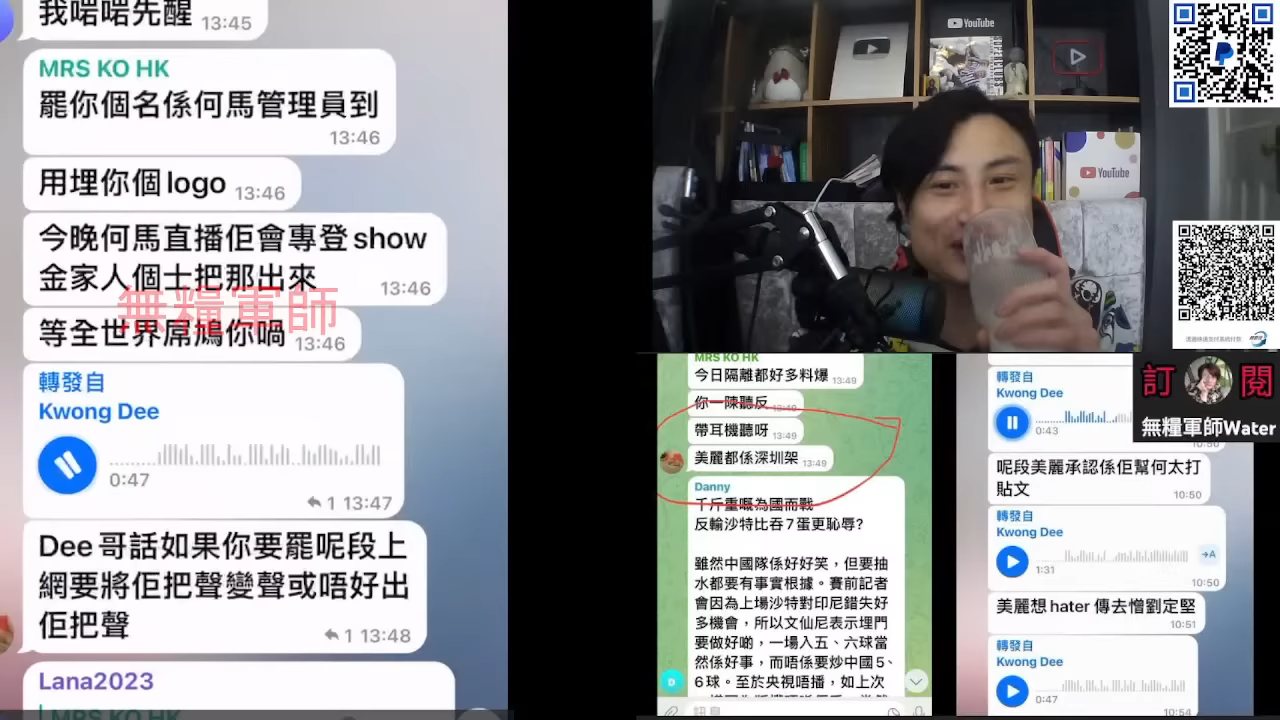 我啱啱先醒 13:45
MRS KO HK
罷你個名係何馬管理員到
13:46
用埋你個logo 13:46
今晚何馬直播佢會專登show
金家人個士把那出來 13:46
無糧軍師
等全世界屌鳩你喎 13:46
轉發自
Kwong Dee
0:47
1 13:47
Dee哥話如果你要罷呢段上
網要將佢把聲變聲或唔好出
佢把聲 1 13:48
Lana2023
MRS KO HK
YouTube
YouTube
MRS KO HK
今日隔離都好多料爆 13:49
你一陳聽反 13:49
帶耳機聽呀 13:49
美麗都係深圳架 13:49
Danny
千斤重嘅為國而戰
反輸沙特比吞7蛋更恥辱?
雖然中國隊係好好笑，但要抽
水都要有事實根據。賽前記者
會因為上場沙特對印尼錯失好
多機會，所以文仙尼表示埋門
要做好啲，一場入五、六球當
然係好事，而唔係要炒中國5、
6球。至於央視唔播，如上次
D
訊息
轉發自
Kwong Dee
0:43
10:50
呢段美麗承認係佢幫何太打
貼文 10:50
轉發自
Kwong Dee
1:31
A
10:50
美麗想hater傳去憎劉定堅
10:51
轉發自
Kwong Dee
0:47
10:54
訂 閱
無糧軍師Water